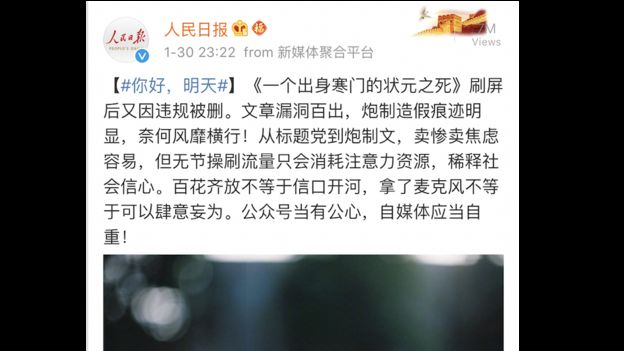 人民日报
人民日报
PEOPLE'S DAILY
7M
Views
1-30 23:22 from 新媒体聚合平台
【#你好，明天#】《一个出身寒门的状元之死》刷屏
后又因违规被删。文章漏洞百出，炮制造假痕迹明
显，奈何风靡横行！从标题党到炮制文，卖惨卖焦虑
容易，但无节操刷流量只会消耗注意力资源，稀释社
会信心。百花齐放不等于信口开河，拿了麦克风不等
于可以肆意妄为。公众号当有公心，自媒体应当自
重！